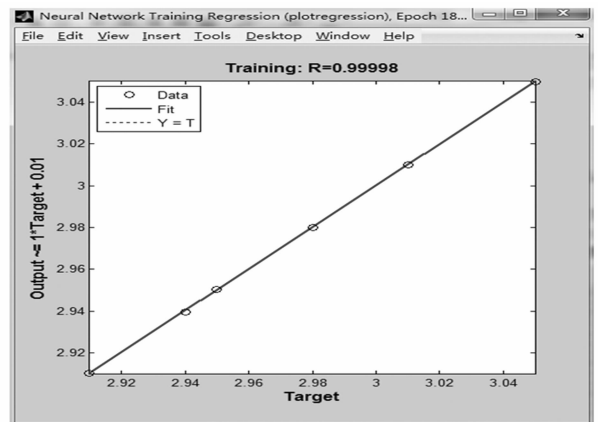 Neural Network Training Regression (plotregression), Epoch 18...
File Edit View Insert Tools Desktop Window Help
Training: R=0.99998
Data
Fit
Y = T
Output ~= 1*Target + 0.01
3.04
3.02
3
2.98
2.96
2.94
2.92
2.92 2.94 2.96 2.98 3 3.02 3.04
Target